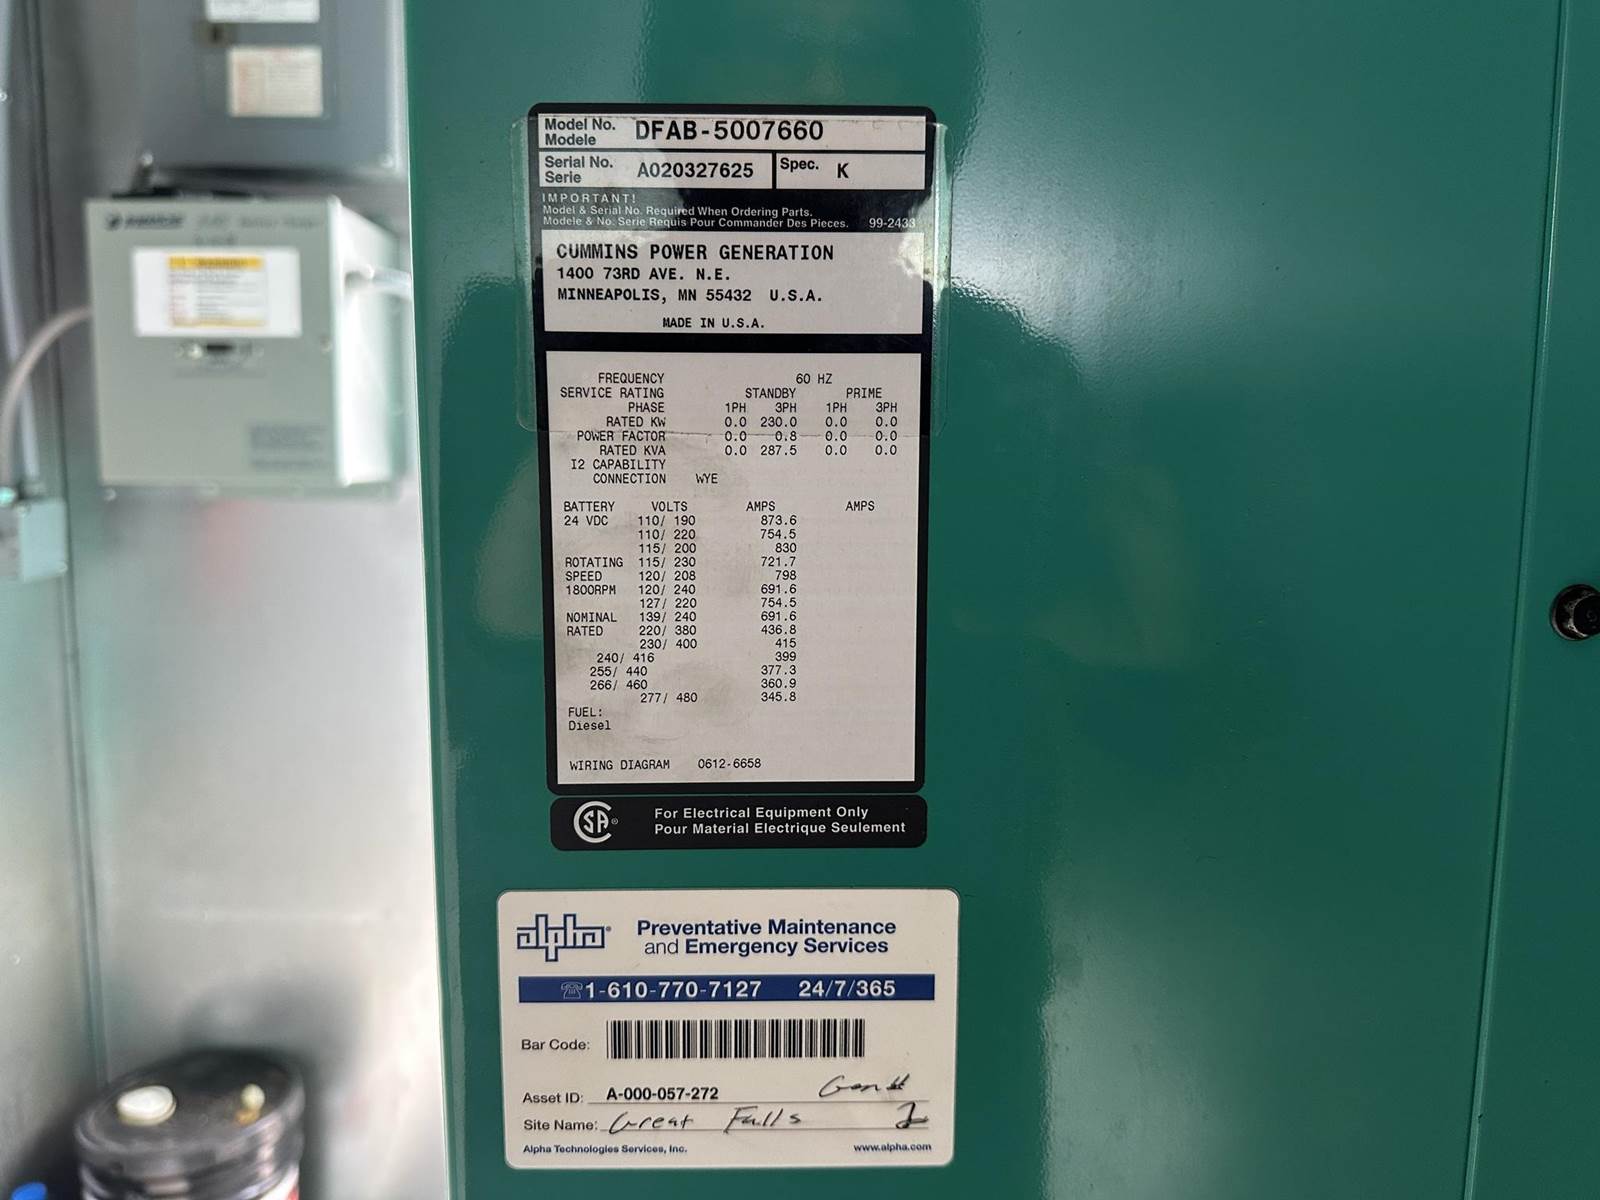 Model No. DFAB-5007660
Modele
Serial No. A020327625 Spec. K
Serie
IMPORTANT!
Model & Serial No. Required When Ordering Parts.
Modele & No. Serie Requis Pour Commander Des Pieces. 99-2433
CUMMINS POWER GENERATION
1400 73RD AVE. N.E.
MINNEAPOLIS, MN 55432 U.S.A.
MADE IN U.S.A.
FREQUENCY 60 HZ
SERVICE RATING STANDBY PRIME
PHASE 1PH 3PH 1PH 3PH
RATED KW 0.0 230.0 0.0 0.0
POWER FACTOR 0.0 0.8 0.0 0.0
RATED KVA 0.0 287.5 0.0 0.0
I2 CAPABILITY
CONNECTION WYE
BATTERY VOLTS AMPS AMPS
24 VDC 110/ 190 873.6
110/ 220 754.5
115/ 200 830
ROTATING 115/ 230 721.7
SPEED 120/ 208 798
1800RPM 120/ 240 691.6
127/ 220 754.5
NOMINAL 139/ 240 691.6
RATED 220/ 380 436.8
230/ 400 415
240/ 416 399
255/ 440 377.3
266/ 460 360.9
277/ 480 345.8
FUEL:
Diesel
WIRING DIAGRAM 0612-6658
CSA® For Electrical Equipment Only
Pour Material Electrique Seulement
alpha® Preventative Maintenance
and Emergency Services
1-610-770-7127 24/7/365
Bar Code:
Asset ID: A-000-057-272 Gen #
Site Name: Great Falls 2
Alpha Technologies Services, Inc. www.alpha.com